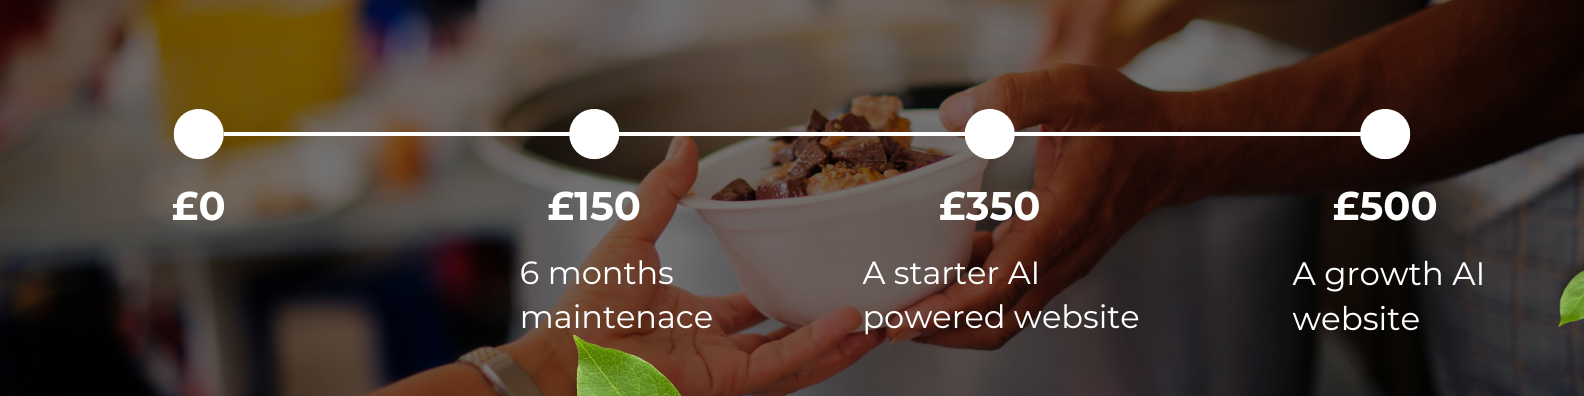 £0
£150
£350
£500
6 months
maintenace
A starter AI
powered website
A growth AI
website